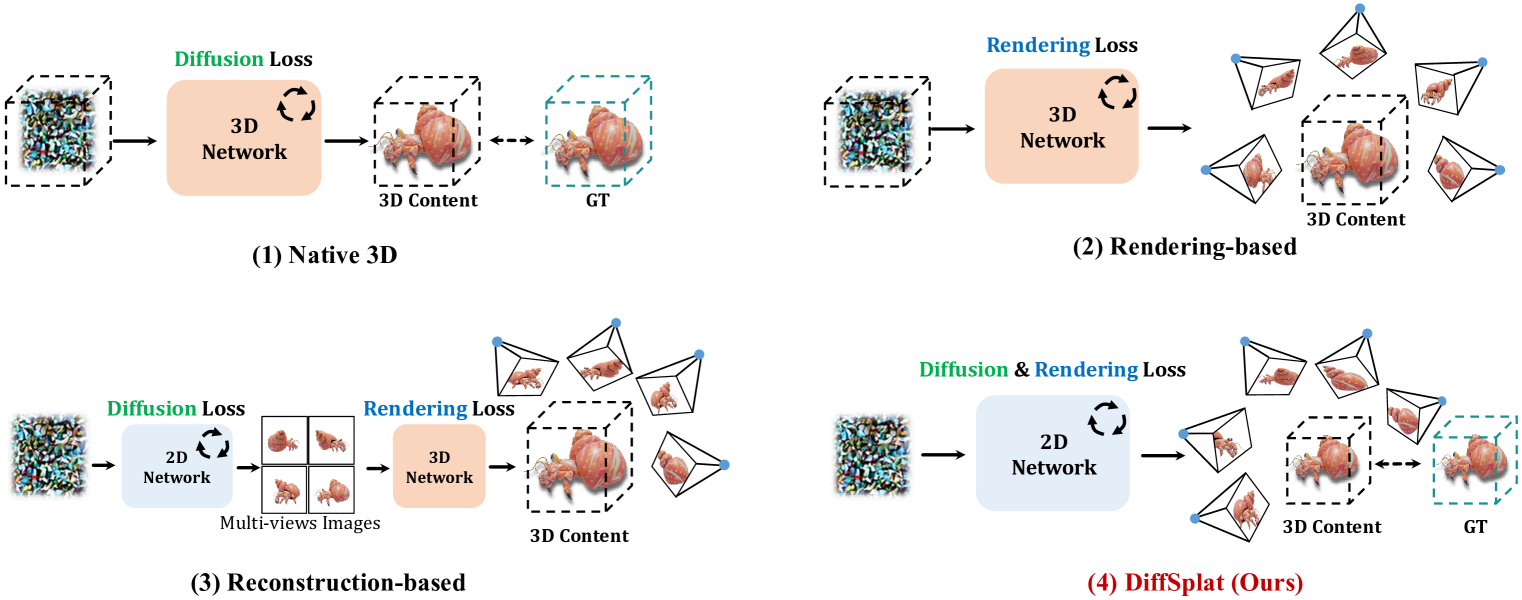 Diffusion Loss
3D
Network
3D Content
GT
(1) Native 3D
Rendering Loss
3D
Network
3D Content
(2) Rendering-based
Diffusion Loss
2D
Network
Multi-views Images
Rendering Loss
3D
Network
3D Content
(3) Reconstruction-based
Diffusion & Rendering Loss
2D
Network
3D Content
GT
(4) DiffSplat (Ours)